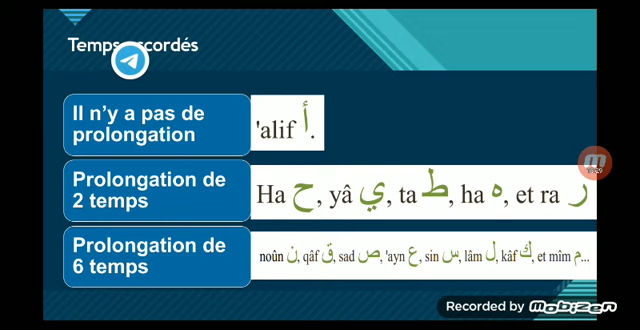 Temps accordés
Il n'y a pas de
prolongation
'alif أ.
Prolongation de
2 temps
Ha ح, yâ ي, ta ط, ha ه, et ra ر
Prolongation de
6 temps
noûn ن, qâf ق, sad ص, 'ayn ع, sin س, lâm ل, kâf ك, et mîm م...
Recorded by mobizen